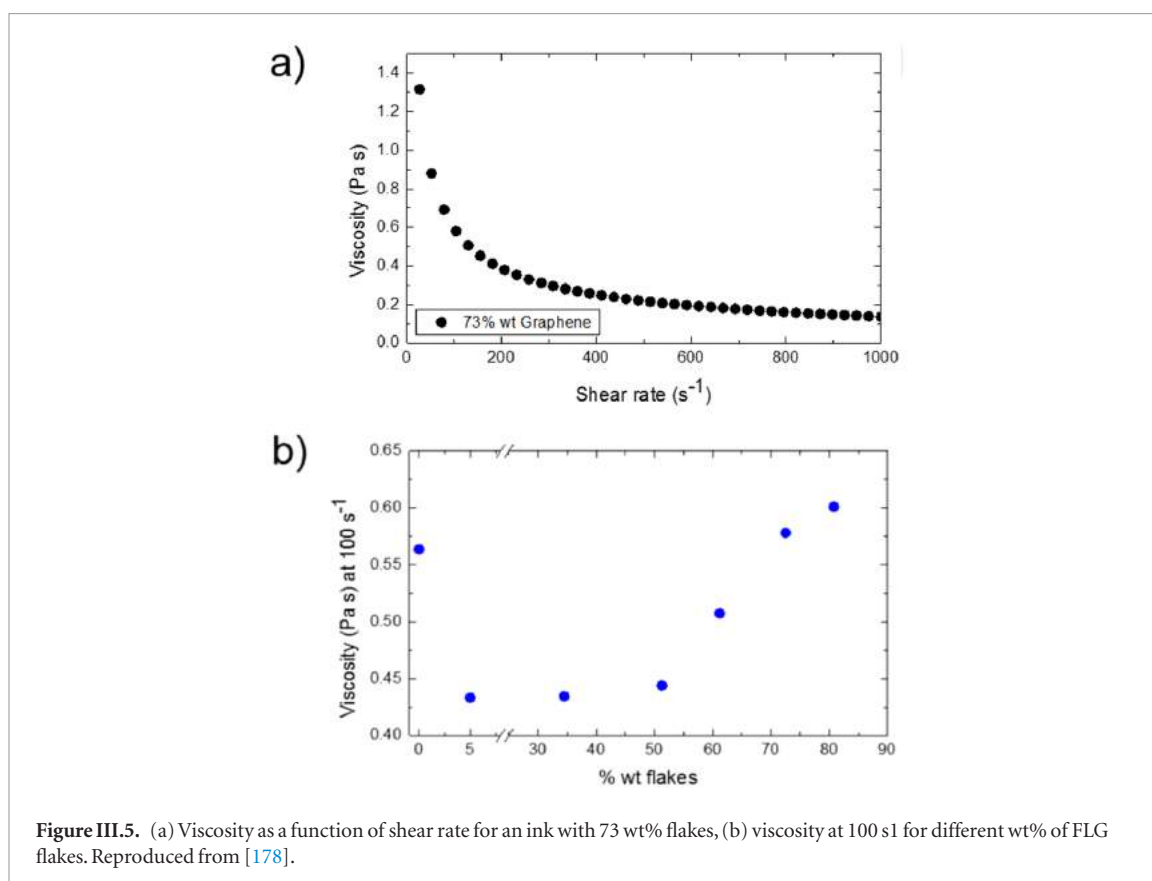 a)
1.4
1.2
1.0
0.8
0.6
0.4
0.2
0.0
Viscosity (Pa s)
73% wt Graphene
0 200 400 600 800 1000
Shear rate (s⁻¹)
b)
0.65
0.60
0.55
0.50
0.45
0.40
Viscosity (Pa s) at 100 s⁻¹
0 5 30 40 50 60 70 80 90
% wt flakes
Figure III.5. (a) Viscosity as a function of shear rate for an ink with 73 wt% flakes, (b) viscosity at 100 s1 for different wt% of FLG
flakes. Reproduced from [178].